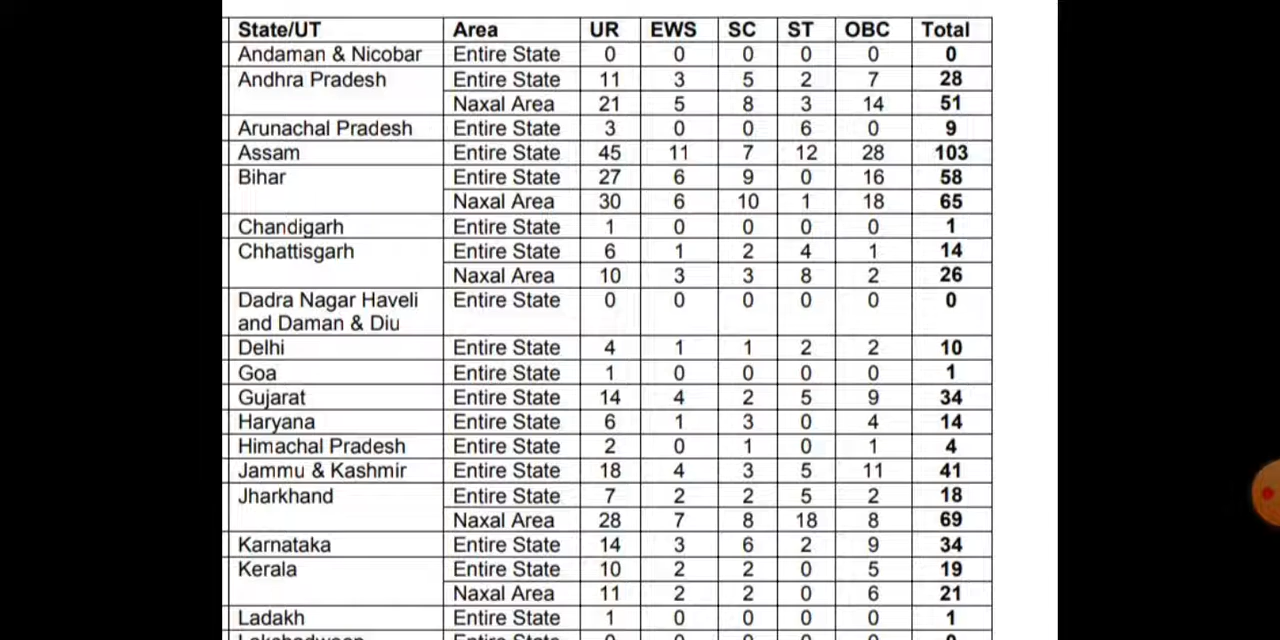 State/UT Area UR EWS SC ST OBC Total
Andaman & Nicobar Entire State 0 0 0 0 0 0
Andhra Pradesh Entire State 11 3 5 2 7 28
Naxal Area 21 5 8 3 14 51
Arunachal Pradesh Entire State 3 0 0 6 0 9
Assam Entire State 45 11 7 12 28 103
Bihar Entire State 27 6 9 0 16 58
Naxal Area 30 6 10 1 18 65
Chandigarh Entire State 1 0 0 0 0 1
Chhattisgarh Entire State 6 1 2 4 1 14
Naxal Area 10 3 3 8 2 26
Dadra Nagar Haveli Entire State 0 0 0 0 0 0
and Daman & Diu
Delhi Entire State 4 1 1 2 2 10
Goa Entire State 1 0 0 0 0 1
Gujarat Entire State 14 4 2 5 9 34
Haryana Entire State 6 1 3 0 4 14
Himachal Pradesh Entire State 2 0 1 0 1 4
Jammu & Kashmir Entire State 18 4 3 5 11 41
Jharkhand Entire State 7 2 2 5 2 18
Naxal Area 28 7 8 18 8 69
Karnataka Entire State 14 3 6 2 9 34
Kerala Entire State 10 2 2 0 5 19
Naxal Area 11 2 2 0 6 21
Ladakh Entire State 1 0 0 0 0 1